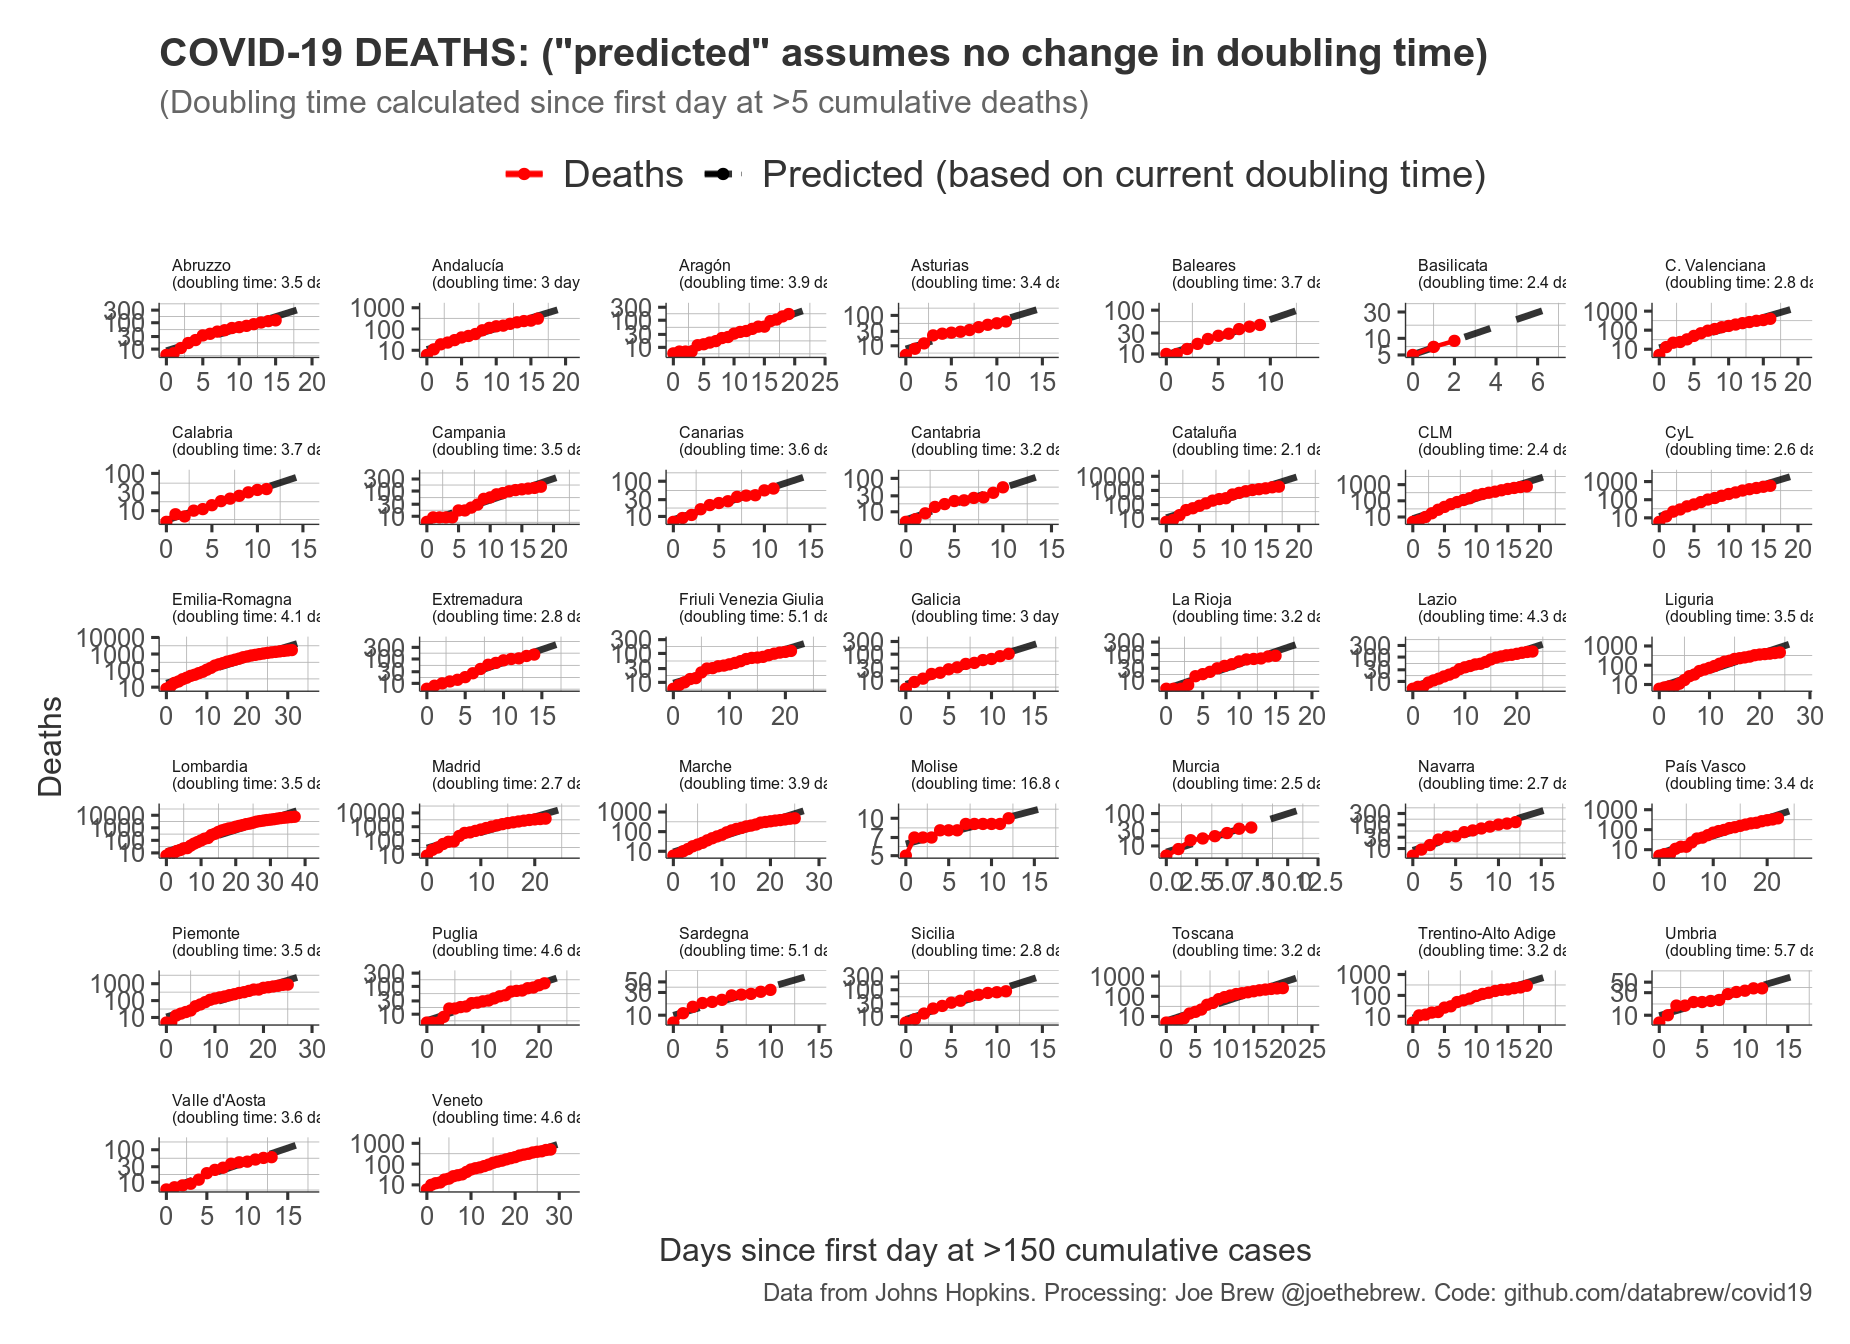 COVID-19 DEATHS: ("predicted" assumes no change in doubling time)
(Doubling time calculated since first day at >5 cumulative deaths)
Deaths Predicted (based on current doubling time)
Abruzzo
(doubling time: 3.5 da
Andalucía
(doubling time: 3 day
Aragón
(doubling time: 3.9 da
Asturias
(doubling time: 3.4 da
Baleares
(doubling time: 3.7 da
Basilicata
(doubling time: 2.4 da
C. Valenciana
(doubling time: 2.8 da
300 10
0 5 10 15 20
1000 100 10
0 5 10 15 20
300 10
0 5 10 15 20 25
100 30 10
0 5 10 15
100 30 10
0 5 10
30 10 5
0 2 4 6
1000 100 10
0 5 10 15 20
Calabria
(doubling time: 3.7 da
Campania
(doubling time: 3.5 da
Canarias
(doubling time: 3.6 da
Cantabria
(doubling time: 3.2 da
Cataluña
(doubling time: 2.1 da
CLM
(doubling time: 2.4 da
CyL
(doubling time: 2.6 da
100 30 10
0 5 10 15
300 10
0 5 10 15 20
100 30 10
0 5 10 15
100 30 10
0 5 10 15
10000 1000 100 10
0 5 10 15 20
1000 100 10
0 5 10 15 20
1000 100 10
0 5 10 15 20
Emilia-Romagna
(doubling time: 4.1 da
Extremadura
(doubling time: 2.8 da
Friuli Venezia Giulia
(doubling time: 5.1 da
Galicia
(doubling time: 3 day
La Rioja
(doubling time: 3.2 da
Lazio
(doubling time: 4.3 da
Liguria
(doubling time: 3.5 da
10000 1000 100 10
0 10 20 30
300 10
0 5 10 15
300 10
0 10 20
300 10
0 5 10 15
300 10
0 5 10 15 20
300 10
0 10 20
1000 100 10
0 10 20 30
Lombardia
(doubling time: 3.5 da
Madrid
(doubling time: 2.7 da
Marche
(doubling time: 3.9 da
Molise
(doubling time: 16.8 d
Murcia
(doubling time: 2.5 da
Navarra
(doubling time: 2.7 da
País Vasco
(doubling time: 3.4 da
10000 1000 100 10
0 10 20 30 40
10000 1000 100 10
0 10 20
1000 100 10
0 10 20 30
10 7 5
0 5 10 15
100 30 10
0.0 2.5 5.0 7.5 10.0 12.5
300 10
0 5 10 15
1000 100 10
0 10 20
Piemonte
(doubling time: 3.5 da
Puglia
(doubling time: 4.6 da
Sardegna
(doubling time: 5.1 da
Sicilia
(doubling time: 2.8 da
Toscana
(doubling time: 3.2 da
Trentino-Alto Adige
(doubling time: 3.2 da
Umbria
(doubling time: 5.7 da
1000 100 10
0 10 20 30
300 10
0 10 20
50 30 10
0 5 10 15
300 10
0 5 10 15
1000 100 10
0 5 10 15 20 25
1000 100 10
0 5 10 15 20
50 30 10
0 5 10 15
Valle d'Aosta
(doubling time: 3.6 da
Veneto
(doubling time: 4.6 da
100 30 10
0 5 10 15
1000 100 10
0 10 20 30
Deaths
Days since first day at >150 cumulative cases
Data from Johns Hopkins. Processing: Joe Brew @joethebrew. Code: github.com/databrew/covid19